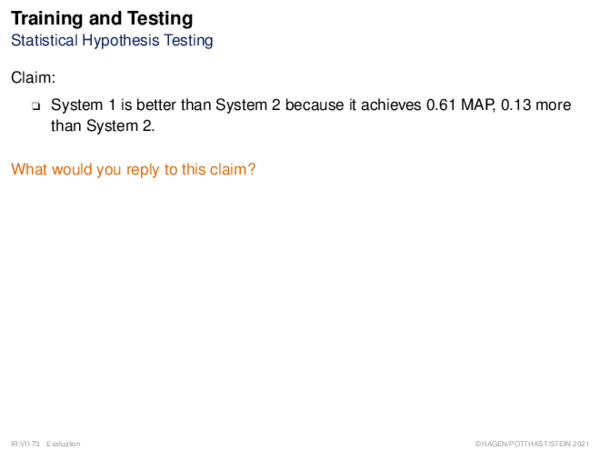 Training and Testing
Statistical Hypothesis Testing
Claim:
❑ System 1 is better than System 2 because it achieves 0.61 MAP, 0.13 more
than System 2.
What would you reply to this claim?
IR:VII-73 Evaluation
©HAGEN/POTTHAST/STEIN 2021